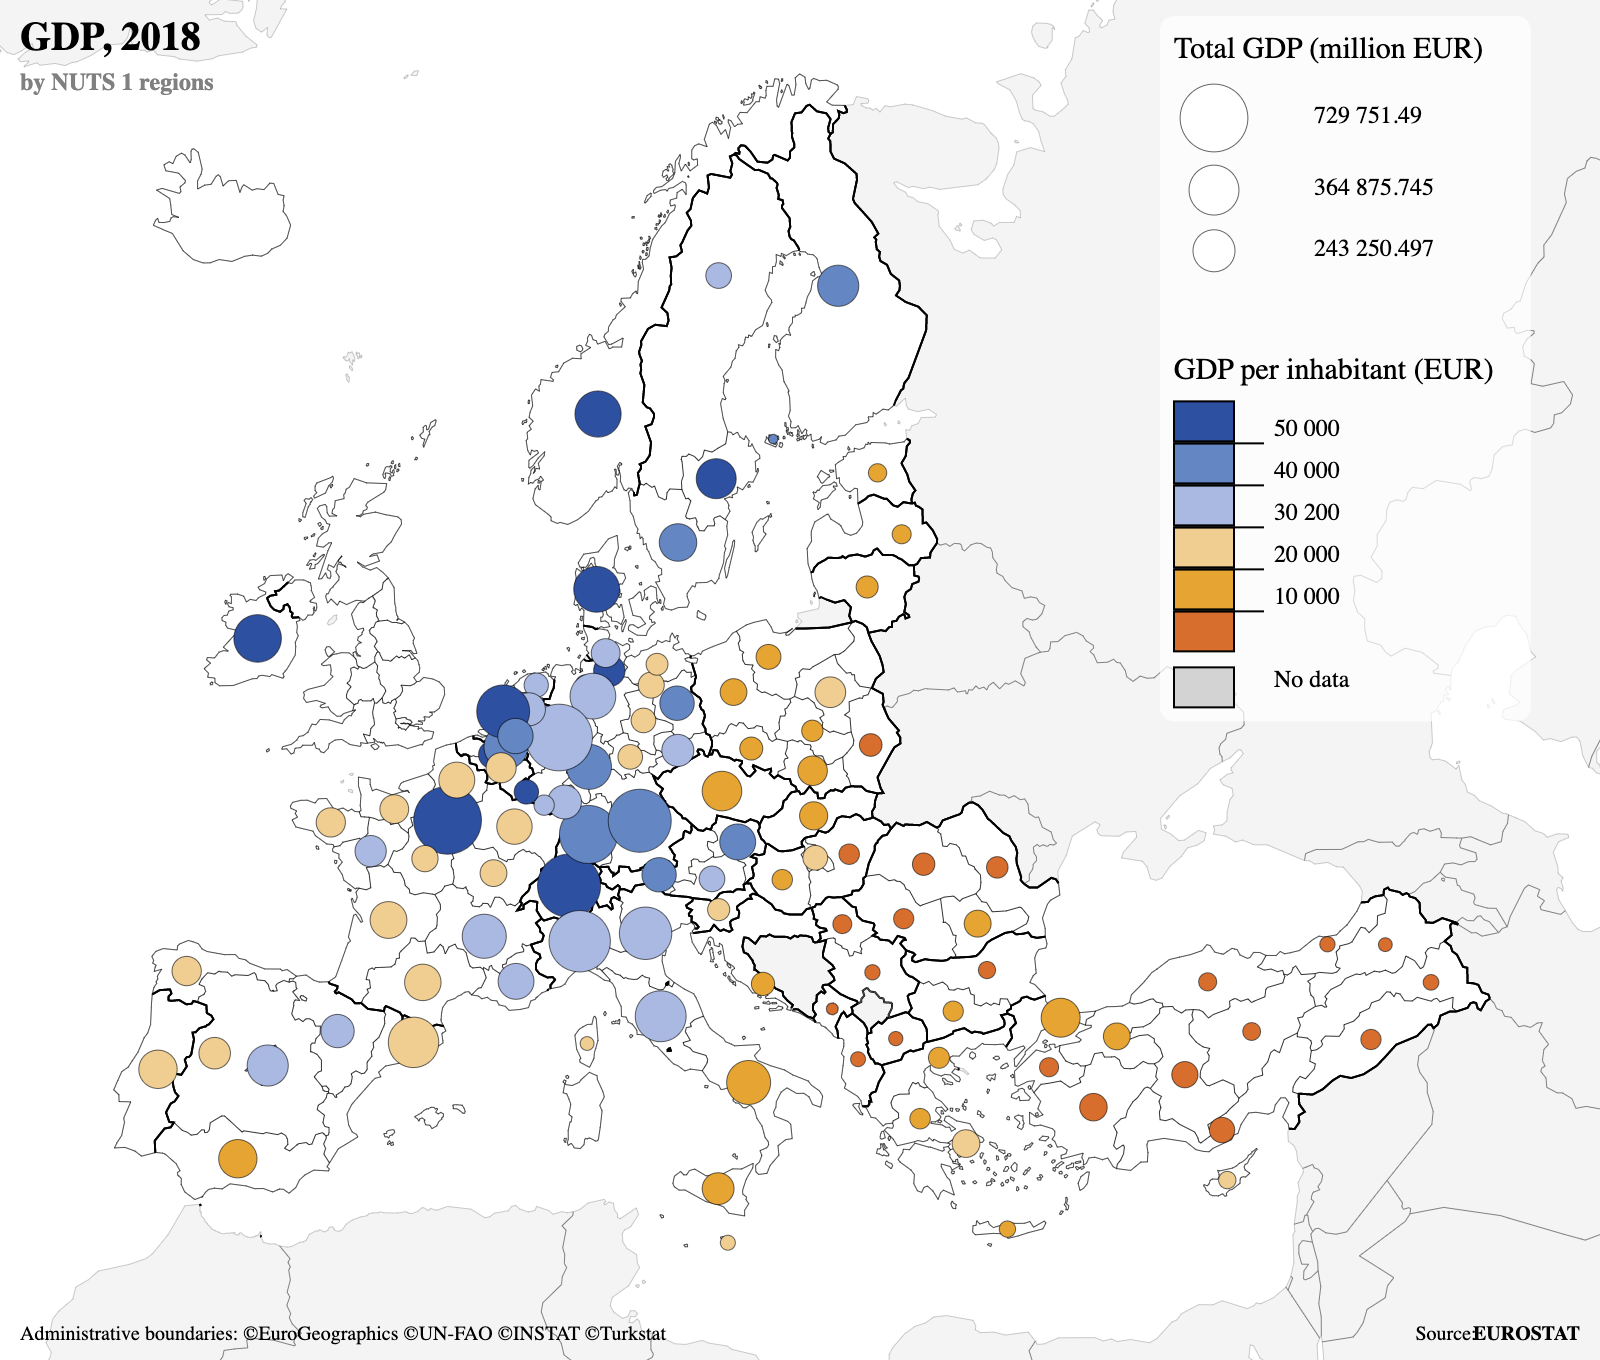 GDP, 2018
by NUTS 1 regions
Total GDP (million EUR)
729 751.49
364 875.745
243 250.497
GDP per inhabitant (EUR)
50 000
40 000
30 200
20 000
10 000
No data
Administrative boundaries: ©EuroGeographics ©UN-FAO ©INSTAT ©Turkstat
Source:EUROSTAT